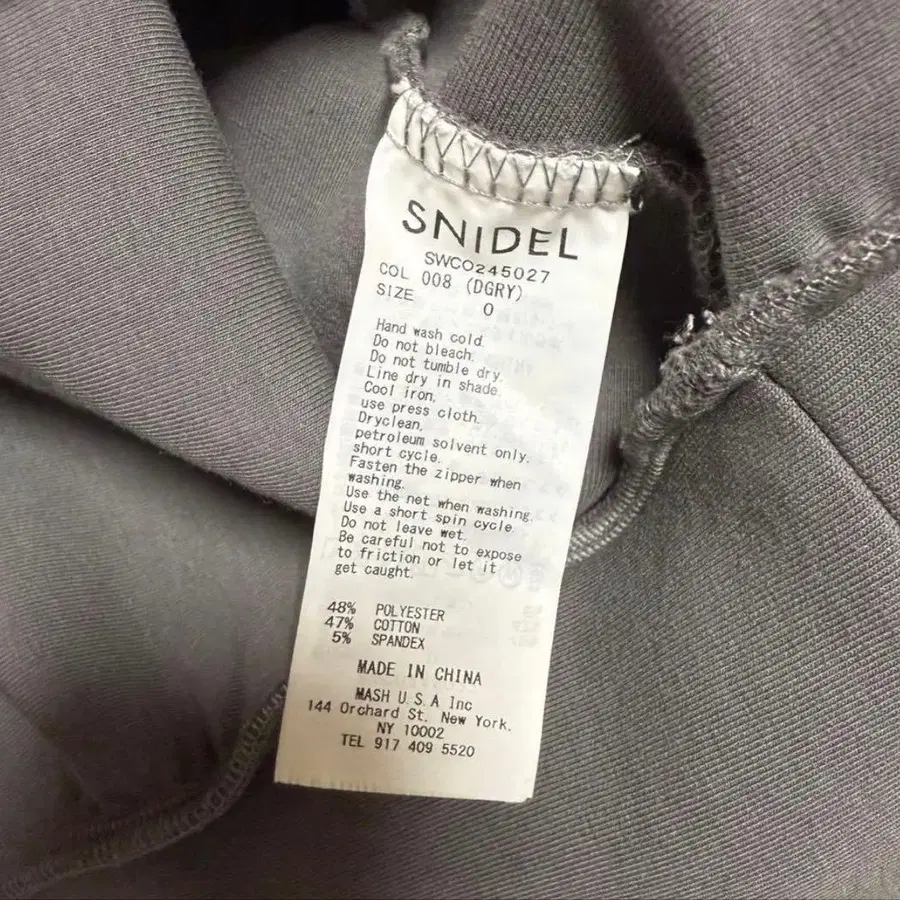 SNIDEL
SWCO245027
COL 008 (DGRY)
SIZE 0
Hand wash cold.
Do not bleach.
Do not tumble dry.
Line dry in shade.
Cool iron,
use press cloth.
Dryclean,
petroleum solvent only.
short cycle.
Fasten the zipper when
washing.
Use the net when washing.
Use a short spin cycle.
Do not leave wet.
Be careful not to expose
to friction or let it
get caught.
48% POLYESTER
47% COTTON
5% SPANDEX
MADE IN CHINA
MASH U.S.A Inc
144 Orchard St. New York,
NY 10002
TEL 917 409 5520